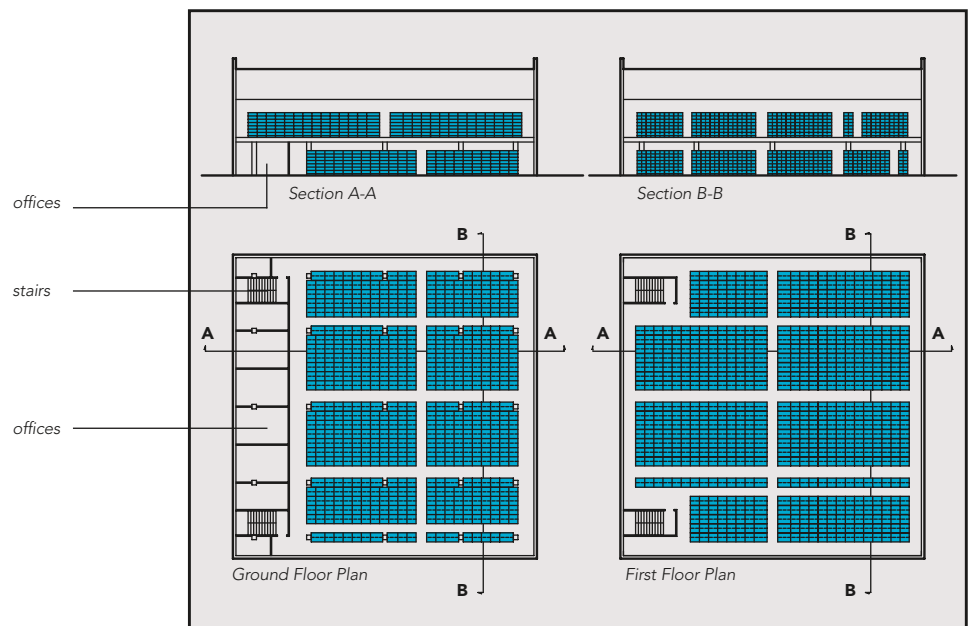 offices
Section A-A
Section B-B
B
B
stairs
A
A
A
A
offices
Ground Floor Plan
First Floor Plan
B
B